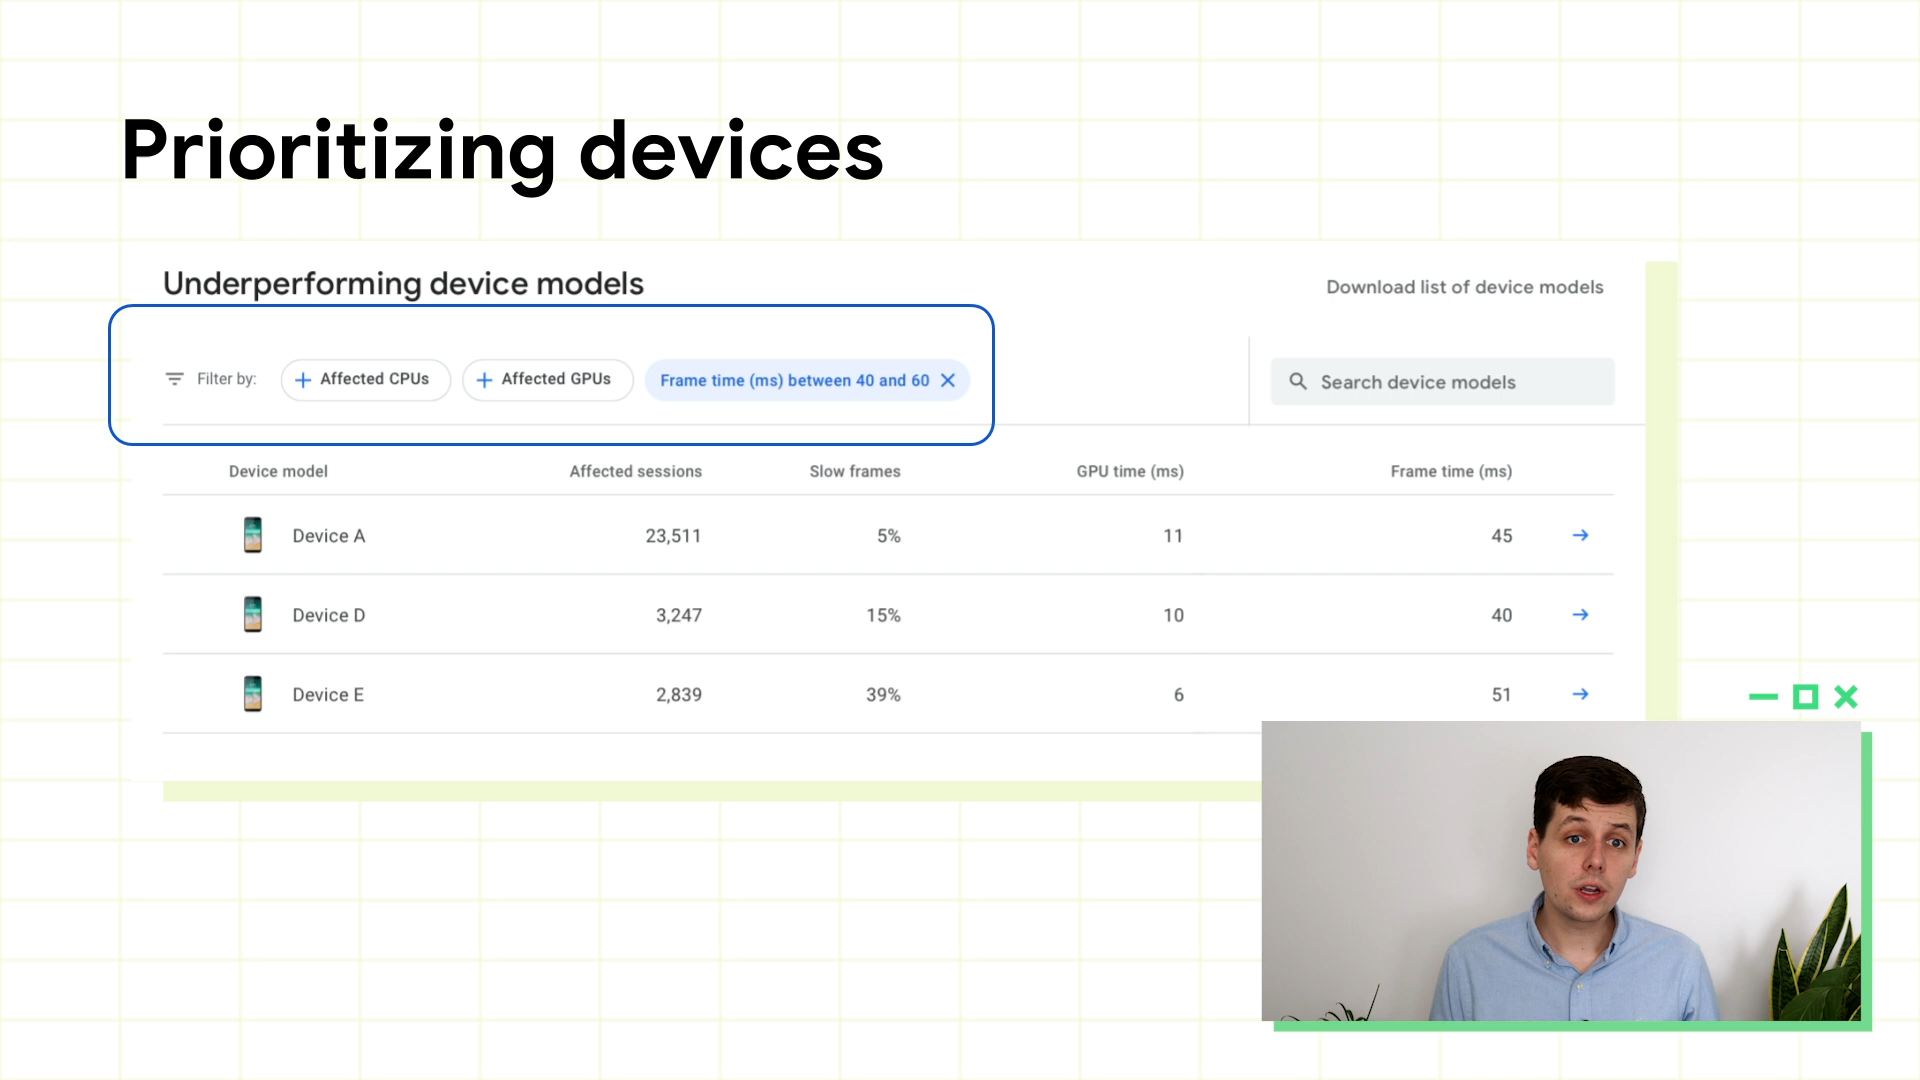 Prioritizing devices
Underperforming device models
Download list of device models
Filter by: + Affected CPUs + Affected GPUs Frame time (ms) between 40 and 60
Search device models
Device model Affected sessions Slow frames GPU time (ms) Frame time (ms)
Device A 23,511 5% 11 45
Device D 3,247 15% 10 40
Device E 2,839 39% 6 51